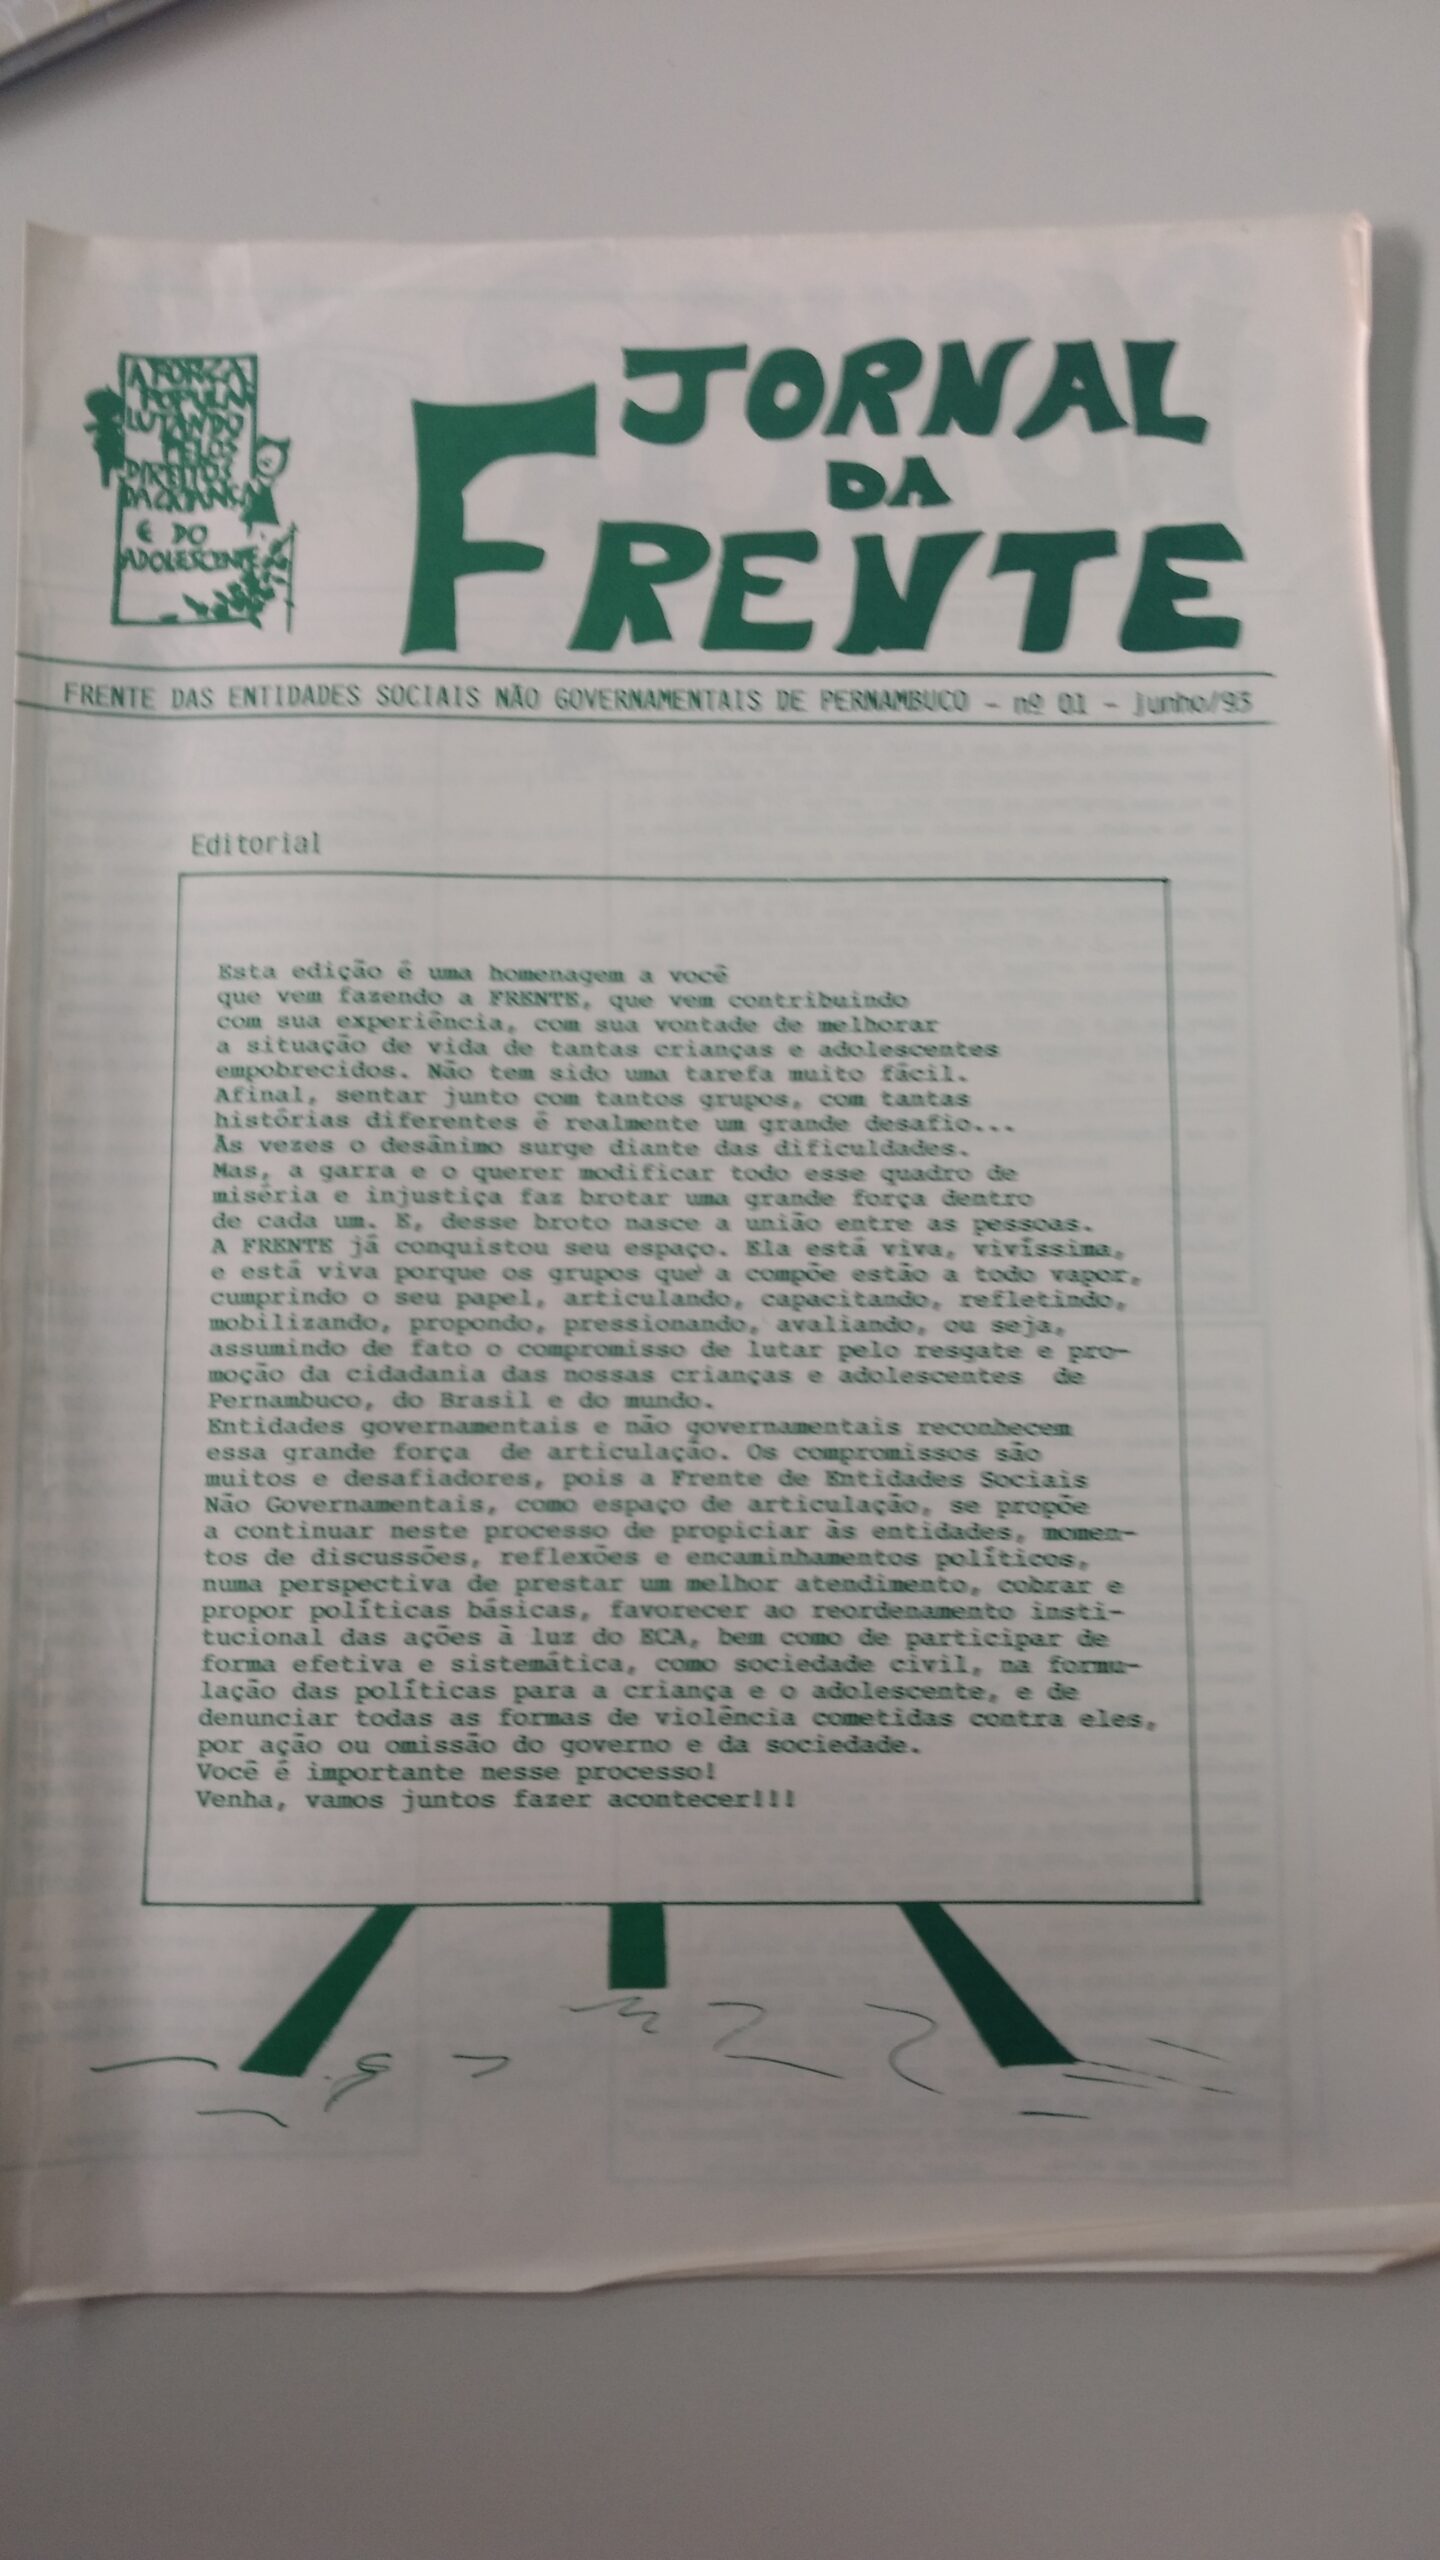 A FORÇA
POPULAR
LUTANDO
PELOS
DIREITOS
DA CRIANÇA
E DO
ADOLESCENTE
JORNAL
DA
FRENTE
FRENTE DAS ENTIDADES SOCIAIS NÃO GOVERNAMENTAIS DE PERNAMBUCO - nº 01 - junho/93
Editorial
Esta edição é uma homenagem a você
que vem fazendo a FRENTE, que vem contribuindo
com sua experiência, com sua vontade de melhorar
a situação de vida de tantas crianças e adolescentes
empobrecidos. Não tem sido uma tarefa muito fácil.
Afinal, sentar junto com tantos grupos, com tantas
histórias diferentes é realmente um grande desafio...
Às vezes o desânimo surge diante das dificuldades.
Mas, a garra e o querer modificar todo esse quadro de
miséria e injustiça faz brotar uma grande força dentro
de cada um. E, desse broto nasce a união entre as pessoas.
A FRENTE já conquistou seu espaço. Ela está viva, vivíssima,
e está viva porque os grupos que a compõe estão a todo vapor,
cumprindo o seu papel, articulando, capacitando, refletindo,
mobilizando, propondo, pressionando, avaliando, ou seja,
assumindo de fato o compromisso de lutar pelo resgate e pro-
moção da cidadania das nossas crianças e adolescentes de
Pernambuco, do Brasil e do mundo.
Entidades governamentais e não governamentais reconhecem
essa grande força de articulação. Os compromissos são
muitos e desafiadores, pois a Frente de Entidades Sociais
Não Governamentais, como espaço de articulação, se propõe
a continuar neste processo de propiciar às entidades, momen-
tos de discussões, reflexões e encaminhamentos políticos,
numa perspectiva de prestar um melhor atendimento, cobrar e
propor políticas básicas, favorecer ao reordenamento insti-
tucional das ações à luz do ECA, bem como de participar de
forma efetiva e sistemática, como sociedade civil, na formu-
lação das políticas para a criança e o adolescente, e de
denunciar todas as formas de violência cometidas contra eles,
por ação ou omissão do governo e da sociedade.
Você é importante nesse processo!
Venha, vamos juntos fazer acontecer!!!